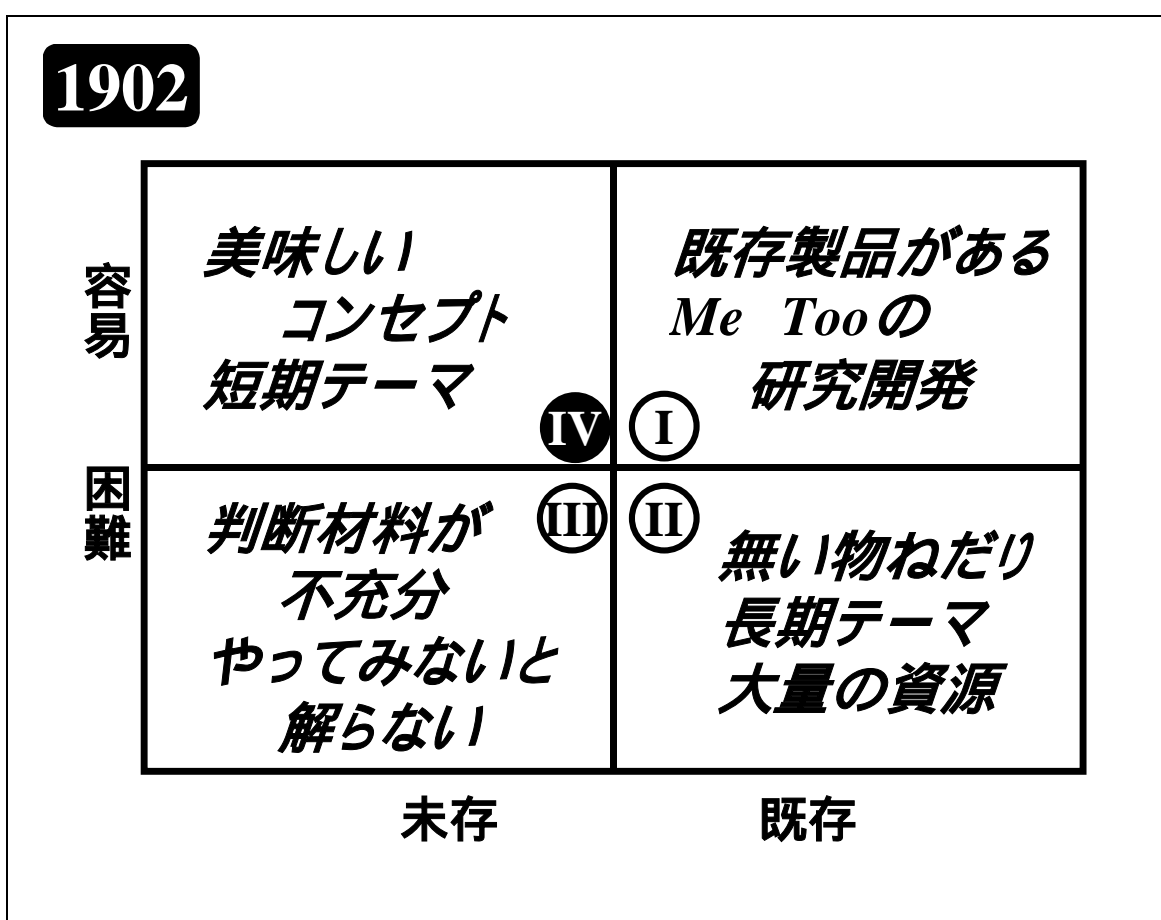 1902
容易
美味しい
コンセプト
短期テーマ
IV
既存製品がある
Me Tooの
研究開発
I
困難
判断材料が
不充分
やってみないと
解らない
III
II
無い物ねだり
長期テーマ
大量の資源
未存
既存